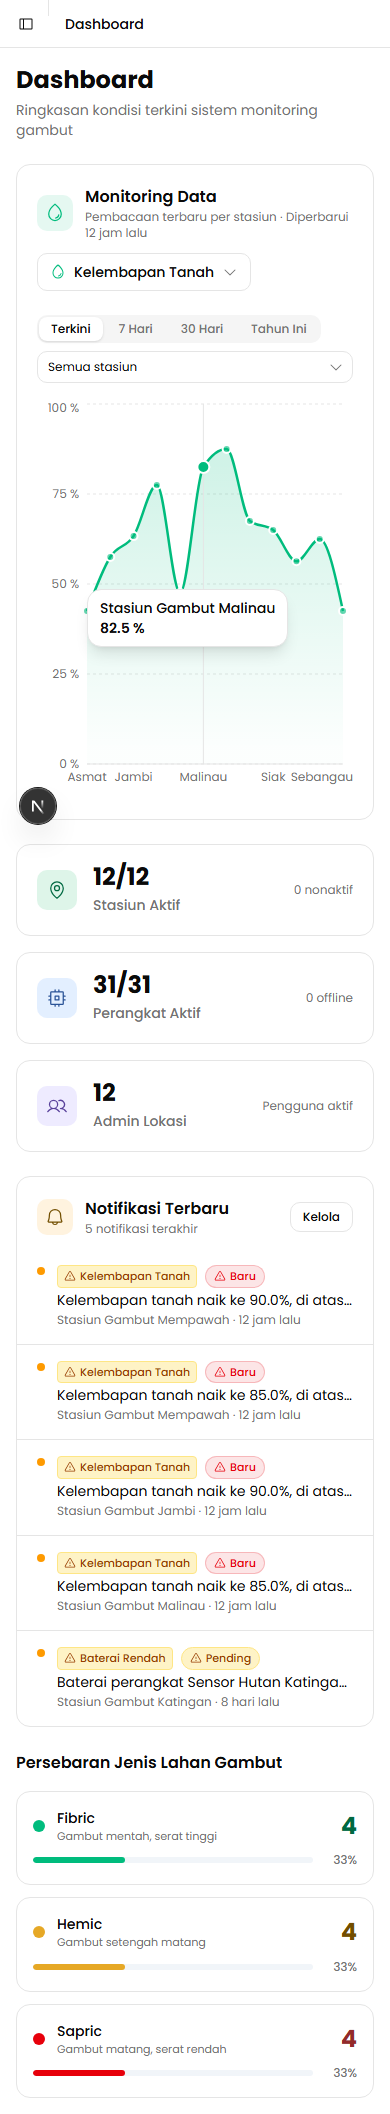 Dashboard
Dashboard
Ringkasan kondisi terkini sistem monitoring
gambut
Monitoring Data
Pembacaan terbaru per stasiun · Diperbarui
12 jam lalu
Kelembapan Tanah
Terkini 7 Hari 30 Hari Tahun Ini
Semua stasiun
100 %
75 %
50 %
Stasiun Gambut Malinau
82.5 %
25 %
0 %
Asmat Jambi Malinau Siak Sebangau
N
12/12
Stasiun Aktif
0 nonaktif
31/31
Perangkat Aktif
0 offline
12
Admin Lokasi
Pengguna aktif
Notifikasi Terbaru
5 notifikasi terakhir
Kelola
Kelembapan Tanah Baru
Kelembapan tanah naik ke 90.0%, di atas...
Stasiun Gambut Mempawah · 12 jam lalu
Kelembapan Tanah Baru
Kelembapan tanah naik ke 85.0%, di atas...
Stasiun Gambut Mempawah · 12 jam lalu
Kelembapan Tanah Baru
Kelembapan tanah naik ke 90.0%, di atas...
Stasiun Gambut Jambi · 12 jam lalu
Kelembapan Tanah Baru
Kelembapan tanah naik ke 85.0%, di atas...
Stasiun Gambut Malinau · 12 jam lalu
Baterai Rendah Pending
Baterai perangkat Sensor Hutan Katinga...
Stasiun Gambut Katingan · 8 hari lalu
Persebaran Jenis Lahan Gambut
Fibric
Gambut mentah, serat tinggi
4
33%
Hemic
Gambut setengah matang
4
33%
Sapric
Gambut matang, serat rendah
4
33%